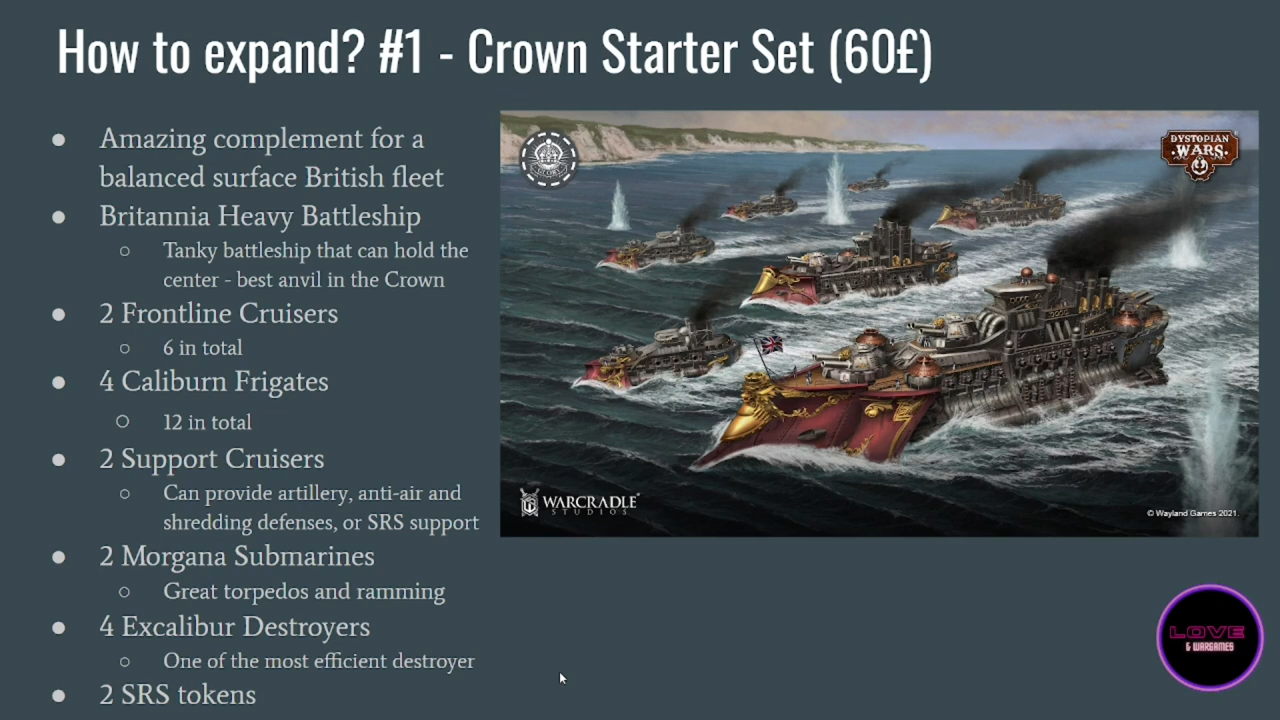 How to expand? #1 - Crown Starter Set (60£)
Amazing complement for a
balanced surface British fleet
Britannia Heavy Battleship
Tanky battleship that can hold the
center - best anvil in the Crown
2 Frontline Cruisers
6 in total
4 Caliburn Frigates
12 in total
2 Support Cruisers
Can provide artillery, anti-air and
shredding defenses, or SRS support
2 Morgana Submarines
Great torpedos and ramming
4 Excalibur Destroyers
One of the most efficient destroyer
2 SRS tokens
GLORY
DYSTOPIAN
WARS
WARCRADLE
STUDIOS
© Wayland Games 2021.
LOVE
& WARGAMES